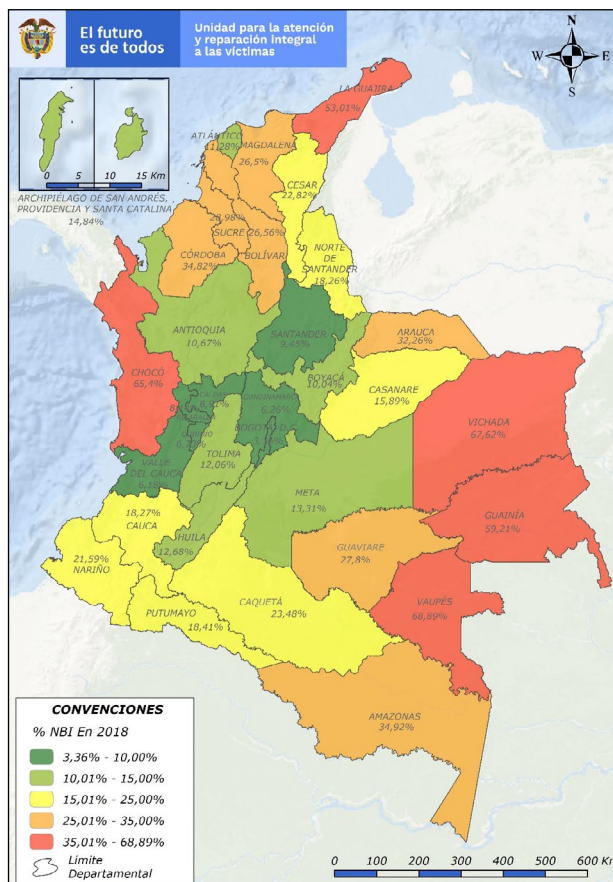 El futuro
es de todos
Unidad para la atención
y reparación integral
a las víctimas
N
W
E
S
0 5 10 15 Km
ARCHIPIÉLAGO DE SAN ANDRÉS,
PROVIDENCIA Y SANTA CATALINA
14,84%
LA GUAJIRA
53,01%
ATLÁNTICO
11,28%
MAGDALENA
26,5%
CESAR
22,82%
SUCRE
CÓRDOBA
34,82%
26,56%
BOLÍVAR
NORTE
DE
SANTANDER
18,26%
ANTIOQUIA
10,67%
SANTANDER
9,45%
ARAUCA
32,26%
BOYACÁ
10,04%
CASANARE
15,89%
CHOCÓ
65,4%
VICHADA
67,62%
CUNDINAMARCA
6,26%
BOGOTÁ D.C.
TOLIMA
12,06%
VALLE
DEL CAUCA
6,18%
META
13,31%
GUAINÍA
59,21%
18,27%
CAUCA
HUILA
12,68%
GUAVIARE
27,8%
21,59%
NARIÑO
CAQUETÁ
23,48%
VAUPÉS
68,89%
PUTUMAYO
18,41%
AMAZONAS
34,92%
CONVENCIONES
% NBI En 2018
3,36% - 10,00%
10,01% - 15,00%
15,01% - 25,00%
25,01% - 35,00%
35,01% - 68,89%
Límite
Departamental
0 100 200 300 400 500 600 Km